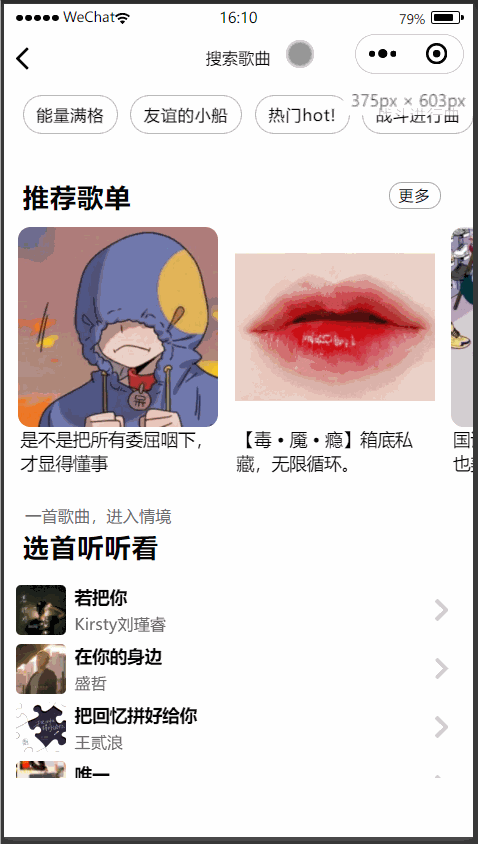 WeChat 16:10 79%
搜索歌曲
375px × 603px
能量满格 友谊的小船 热门hot! 战斗进行曲
推荐歌单 更多
是不是把所有委屈咽下, 【毒•魇•瘾】箱底私
才显得懂事 藏，无限循环。
一首歌曲，进入情境
选首听听看
若把你
Kirsty刘瑾睿
在你的身边
盛哲
把回忆拼好给你
王贰浪
唯一